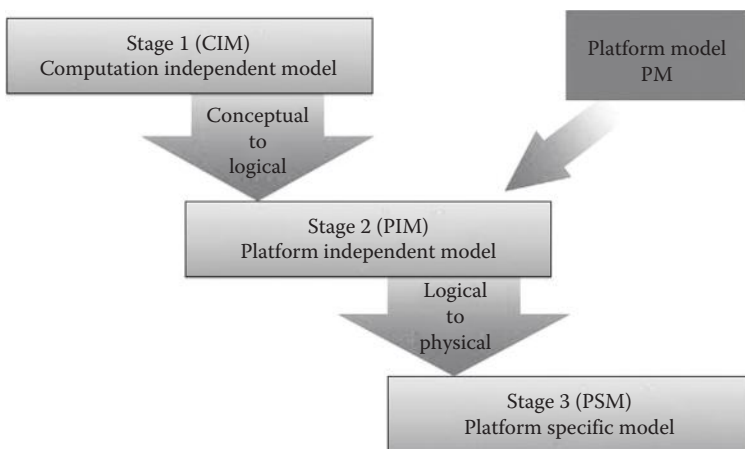 Stage 1 (CIM)
Computation independent model
Platform model
PM
Conceptual
to
logical
Stage 2 (PIM)
Platform independent model
Logical
to
physical
Stage 3 (PSM)
Platform specific model